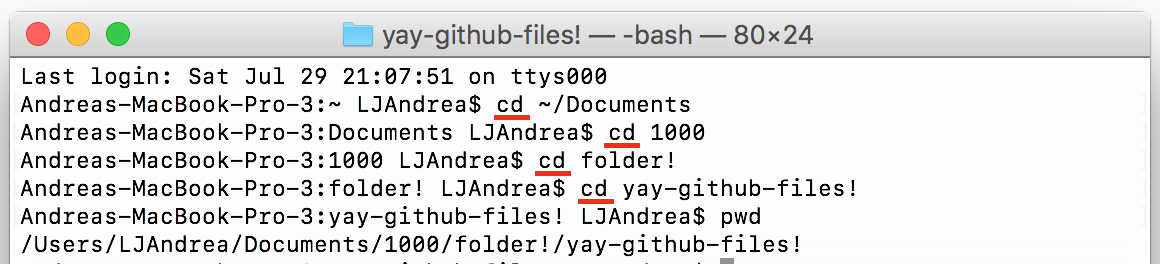 yay-github-files! — -bash — 80×24
Last login: Sat Jul 29 21:07:51 on ttys000
Andreas-MacBook-Pro-3:~ LJAndrea$ cd ~/Documents
Andreas-MacBook-Pro-3:Documents LJAndrea$ cd 1000
Andreas-MacBook-Pro-3:1000 LJAndrea$ cd folder!
Andreas-MacBook-Pro-3:folder! LJAndrea$ cd yay-github-files!
Andreas-MacBook-Pro-3:yay-github-files! LJAndrea$ pwd
/Users/LJAndrea/Documents/1000/folder!/yay-github-files!